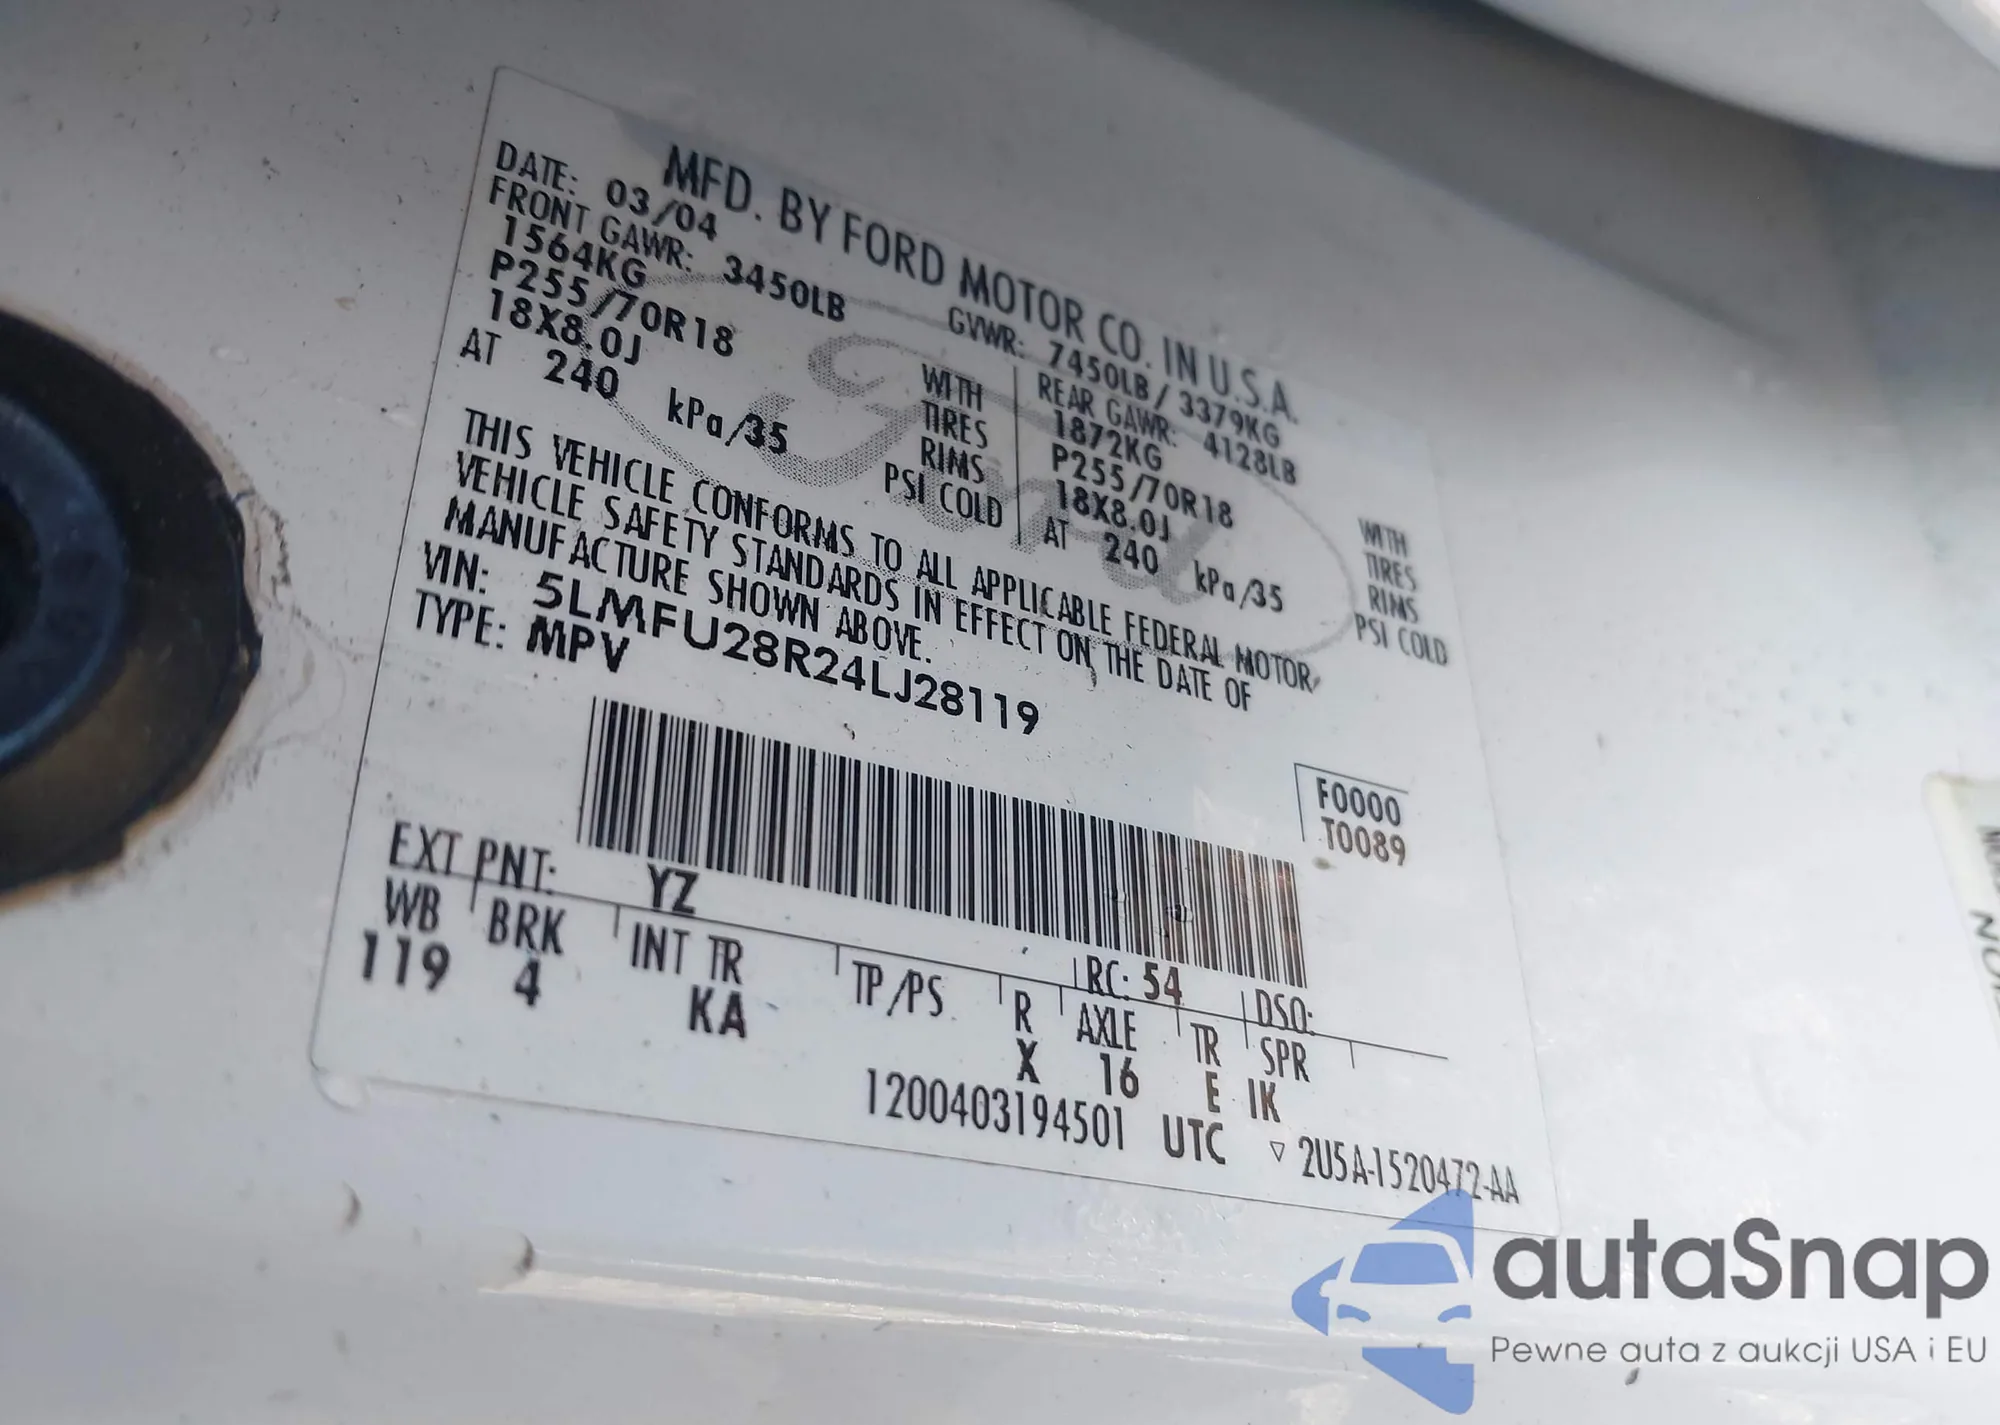 MFD. BY FORD MOTOR CO. IN U.S.A.
DATE: 03/04 GVWR: 7450LB / 3379KG
FRONT GAWR: 3450LB REAR GAWR: 4128LB
1564KG WITH 1872KG WITH
P255/70R18 TIRES P255/70R18 TIRES
18X8.0J RIMS 18X8.0J RIMS
AT 240 kPa/35 PSI COLD AT 240 kPa/35 PSI COLD
THIS VEHICLE CONFORMS TO ALL APPLICABLE FEDERAL MOTOR
VEHICLE SAFETY STANDARDS IN EFFECT ON THE DATE OF
MANUFACTURE SHOWN ABOVE.
VIN: 5LMFU28R24LJ28119
TYPE: MPV
F0000
T0089
EXT PNT: YZ RC: 54 DSO:
WB BRK INT TR TP/PS R AXLE TR SPR
119 4 KA X 16 E IK
1200403194501 UTC ▽ 2U5A-1520472-AA
Ford
autaSnap
Pewne auta z aukcji USA i EU